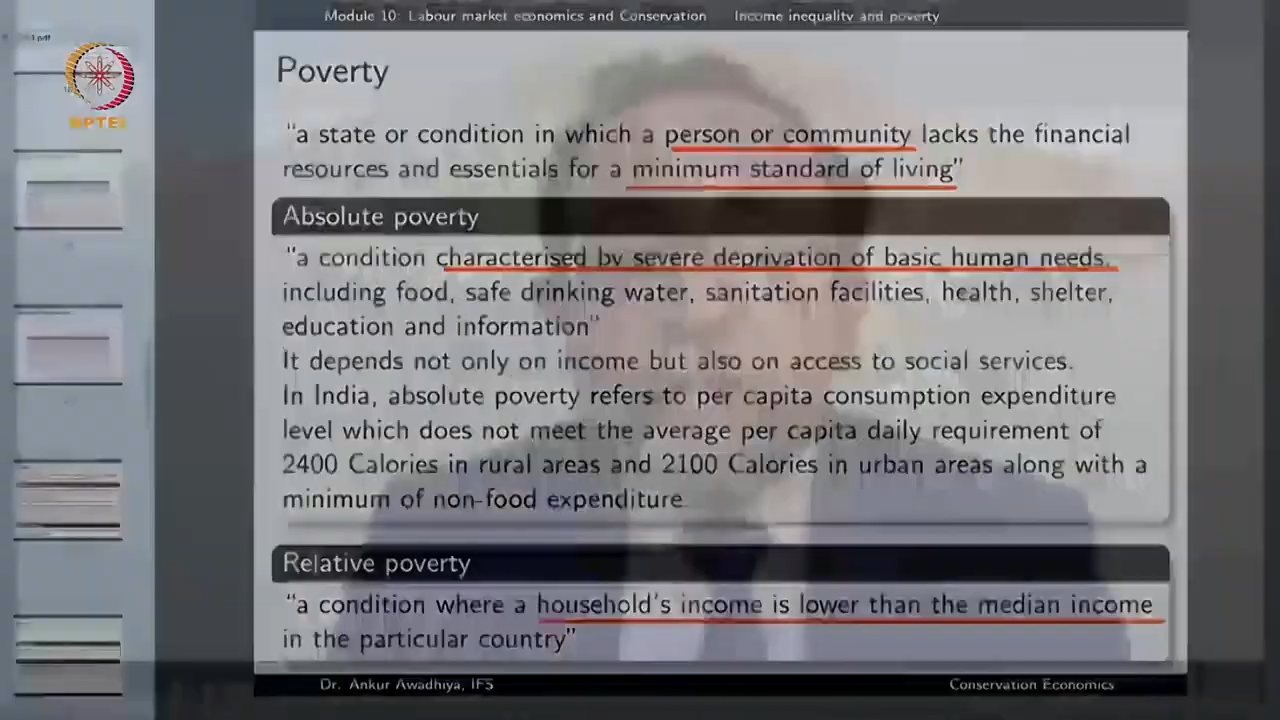 Module 10: Labour market economics and Conservation Income inequality and poverty
NPTEL
Poverty
"a state or condition in which a person or community lacks the financial
resources and essentials for a minimum standard of living"
Absolute poverty
"a condition characterised by severe deprivation of basic human needs,
including food, safe drinking water, sanitation facilities, health, shelter,
education and information"
It depends not only on income but also on access to social services.
In India, absolute poverty refers to per capita consumption expenditure
level which does not meet the average per capita daily requirement of
2400 Calories in rural areas and 2100 Calories in urban areas along with a
minimum of non-food expenditure.
Relative poverty
"a condition where a household's income is lower than the median income
in the particular country"
Dr. Ankur Awadhiya, IFS Conservation Economics